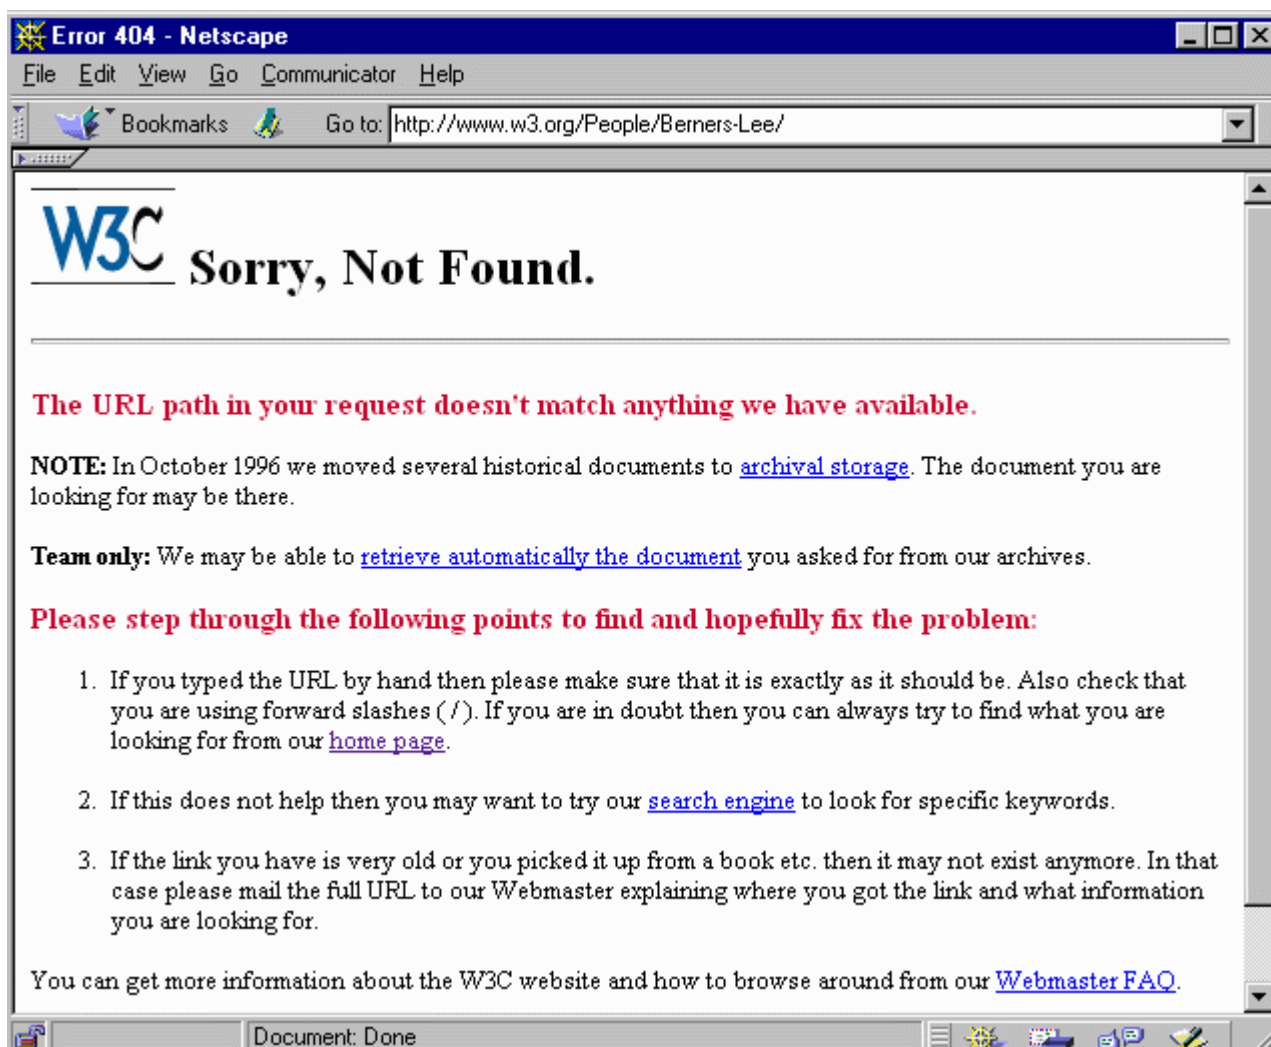 Error 404 - Netscape
File Edit View Go Communicator Help
Bookmarks Go to: http://www.w3.org/People/Berners-Lee/
W3C Sorry, Not Found.
The URL path in your request doesn't match anything we have available.
NOTE: In October 1996 we moved several historical documents to archival storage. The document you are
looking for may be there.
Team only: We may be able to retrieve automatically the document you asked for from our archives.
Please step through the following points to find and hopefully fix the problem:
1. If you typed the URL by hand then please make sure that it is exactly as it should be. Also check that
you are using forward slashes ( / ). If you are in doubt then you can always try to find what you are
looking for from our home page.
2. If this does not help then you may want to try our search engine to look for specific keywords.
3. If the link you have is very old or you picked it up from a book etc. then it may not exist anymore. In that
case please mail the full URL to our Webmaster explaining where you got the link and what information
you are looking for.
You can get more information about the W3C website and how to browse around from our Webmaster FAQ.
Document: Done